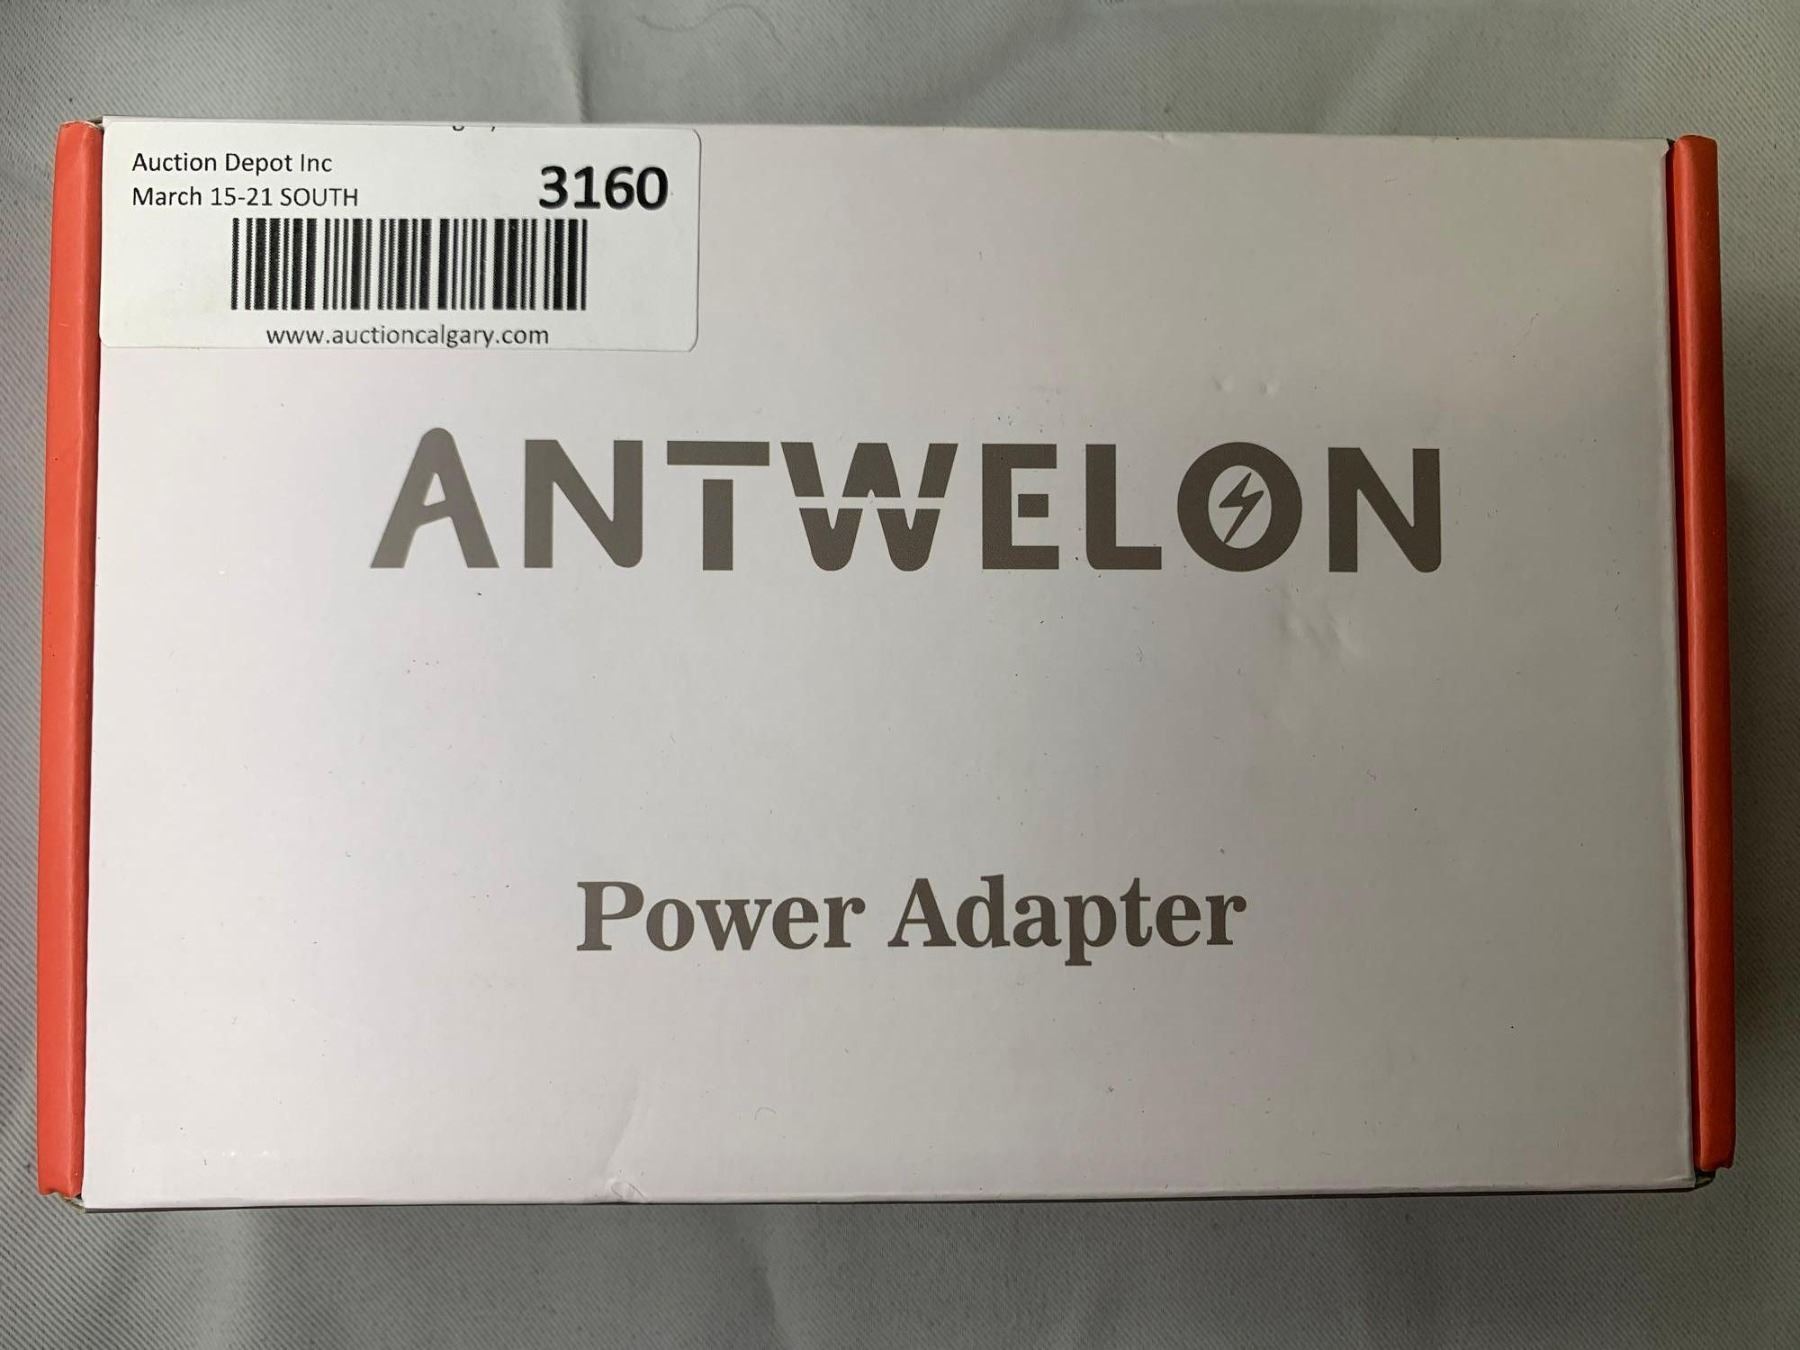 Auction Depot Inc
March 15-21 SOUTH
3160
www.auctioncalgary.com
ANTWELON
Power Adapter